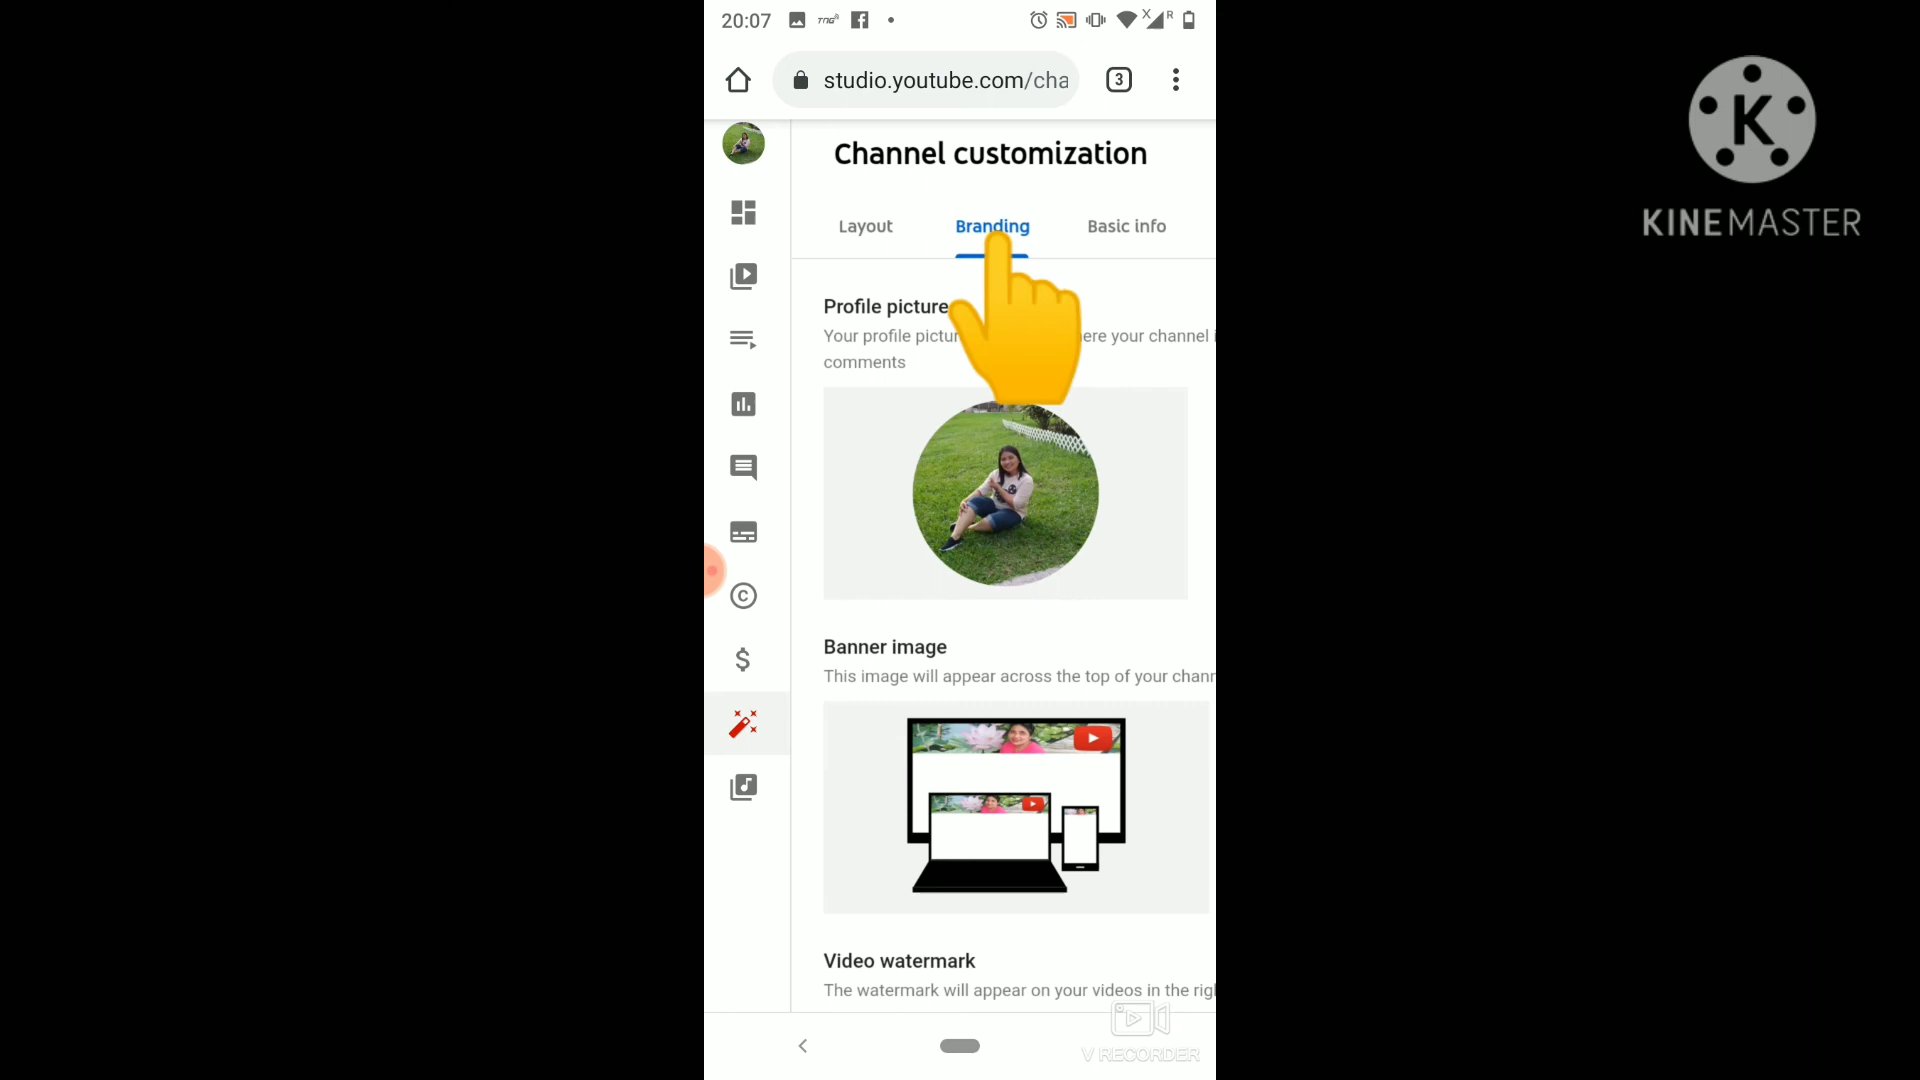 20:07
studio.youtube.com/cha
3
Channel customization
Layout
Branding
Basic info
Profile picture
Your profile pictur ere your channel i
comments
Banner image
This image will appear across the top of your chanr
Video watermark
The watermark will appear on your videos in the rig
V RECORDER
K
KINEMASTER